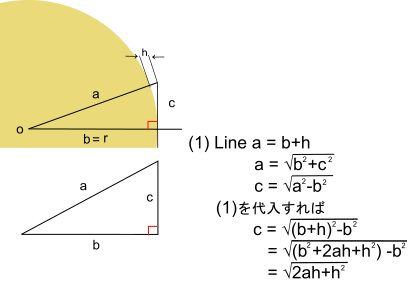 h
a
c
o
b = r
(1) Line a = b+h
a = √b²+c²
c = √a²-b²
(1)を代入すれば
c = √(b+h)²-b²
= √(b²+2ah+h²) -b²
= √2ah+h²
a
c
b